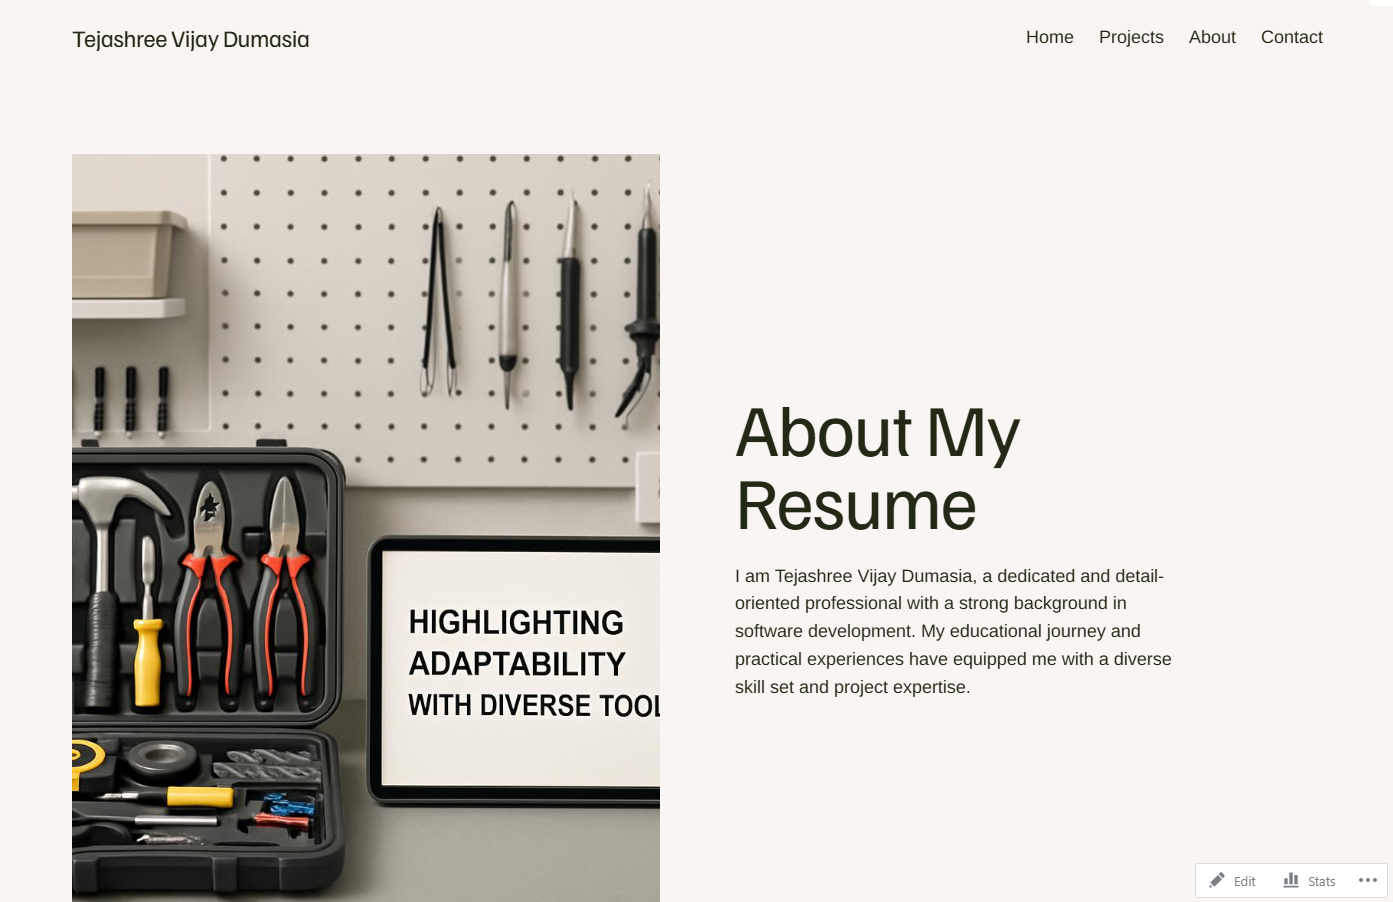 Tejashree Vijay Dumasia
Home Projects About Contact
HIGHLIGHTING
ADAPTABILITY
WITH DIVERSE TOOL
About My
Resume
I am Tejashree Vijay Dumasia, a dedicated and detail-
oriented professional with a strong background in
software development. My educational journey and
practical experiences have equipped me with a diverse
skill set and project expertise.
Edit Stats